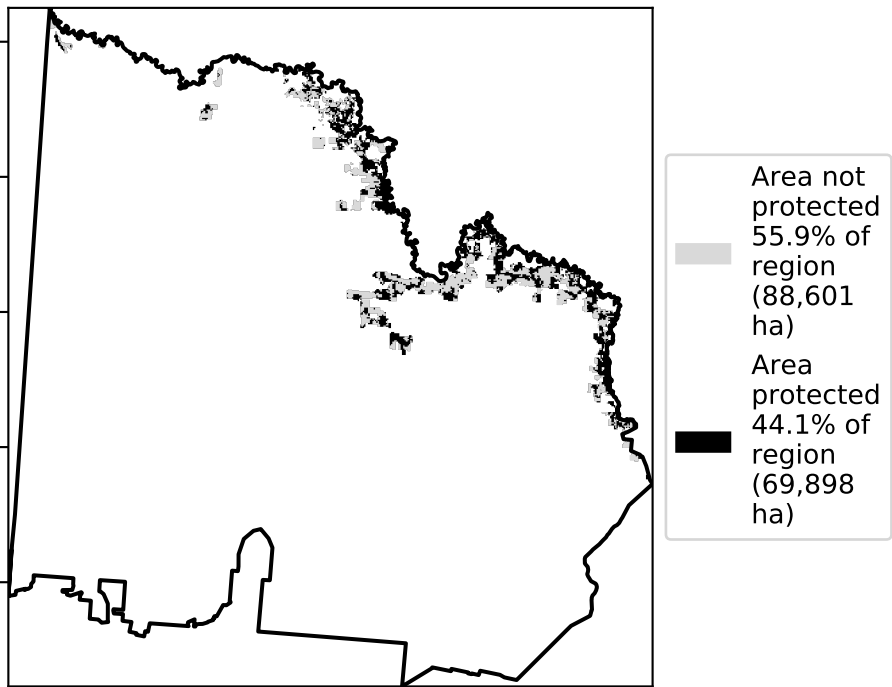 Area not
protected
55.9% of
region
(88,601
ha)
Area
protected
44.1% of
region
(69,898
ha)